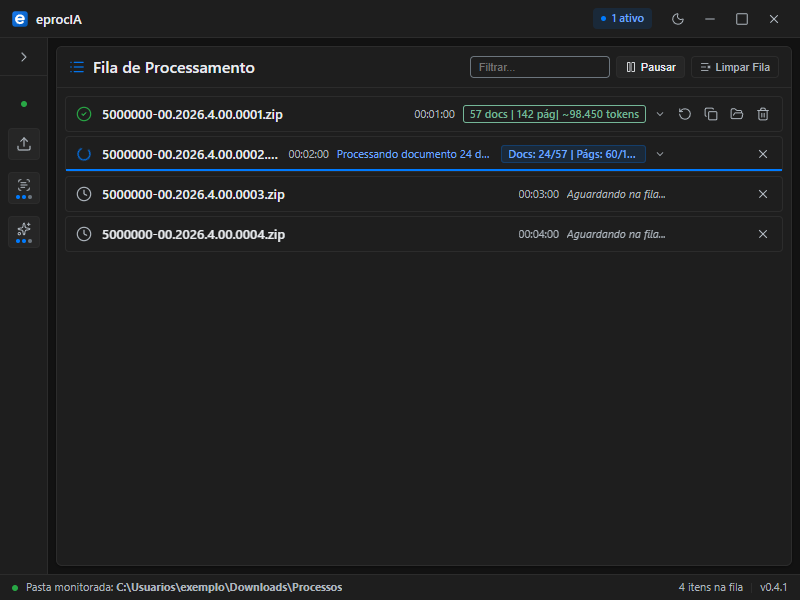 eprocIA
1 ativo
Fila de Processamento
Filtrar...
Pausar
Limpar Fila
5000000-00.2026.4.00.0001.zip 00:01:00 57 docs | 142 pág| ~98.450 tokens
5000000-00.2026.4.00.0002.... 00:02:00 Processando documento 24 d... Docs: 24/57 | Págs: 60/1...
5000000-00.2026.4.00.0003.zip 00:03:00 Aguardando na fila...
5000000-00.2026.4.00.0004.zip 00:04:00 Aguardando na fila...
Pasta monitorada: C:\Usuarios\exemplo\Downloads\Processos
4 itens na fila
v0.4.1